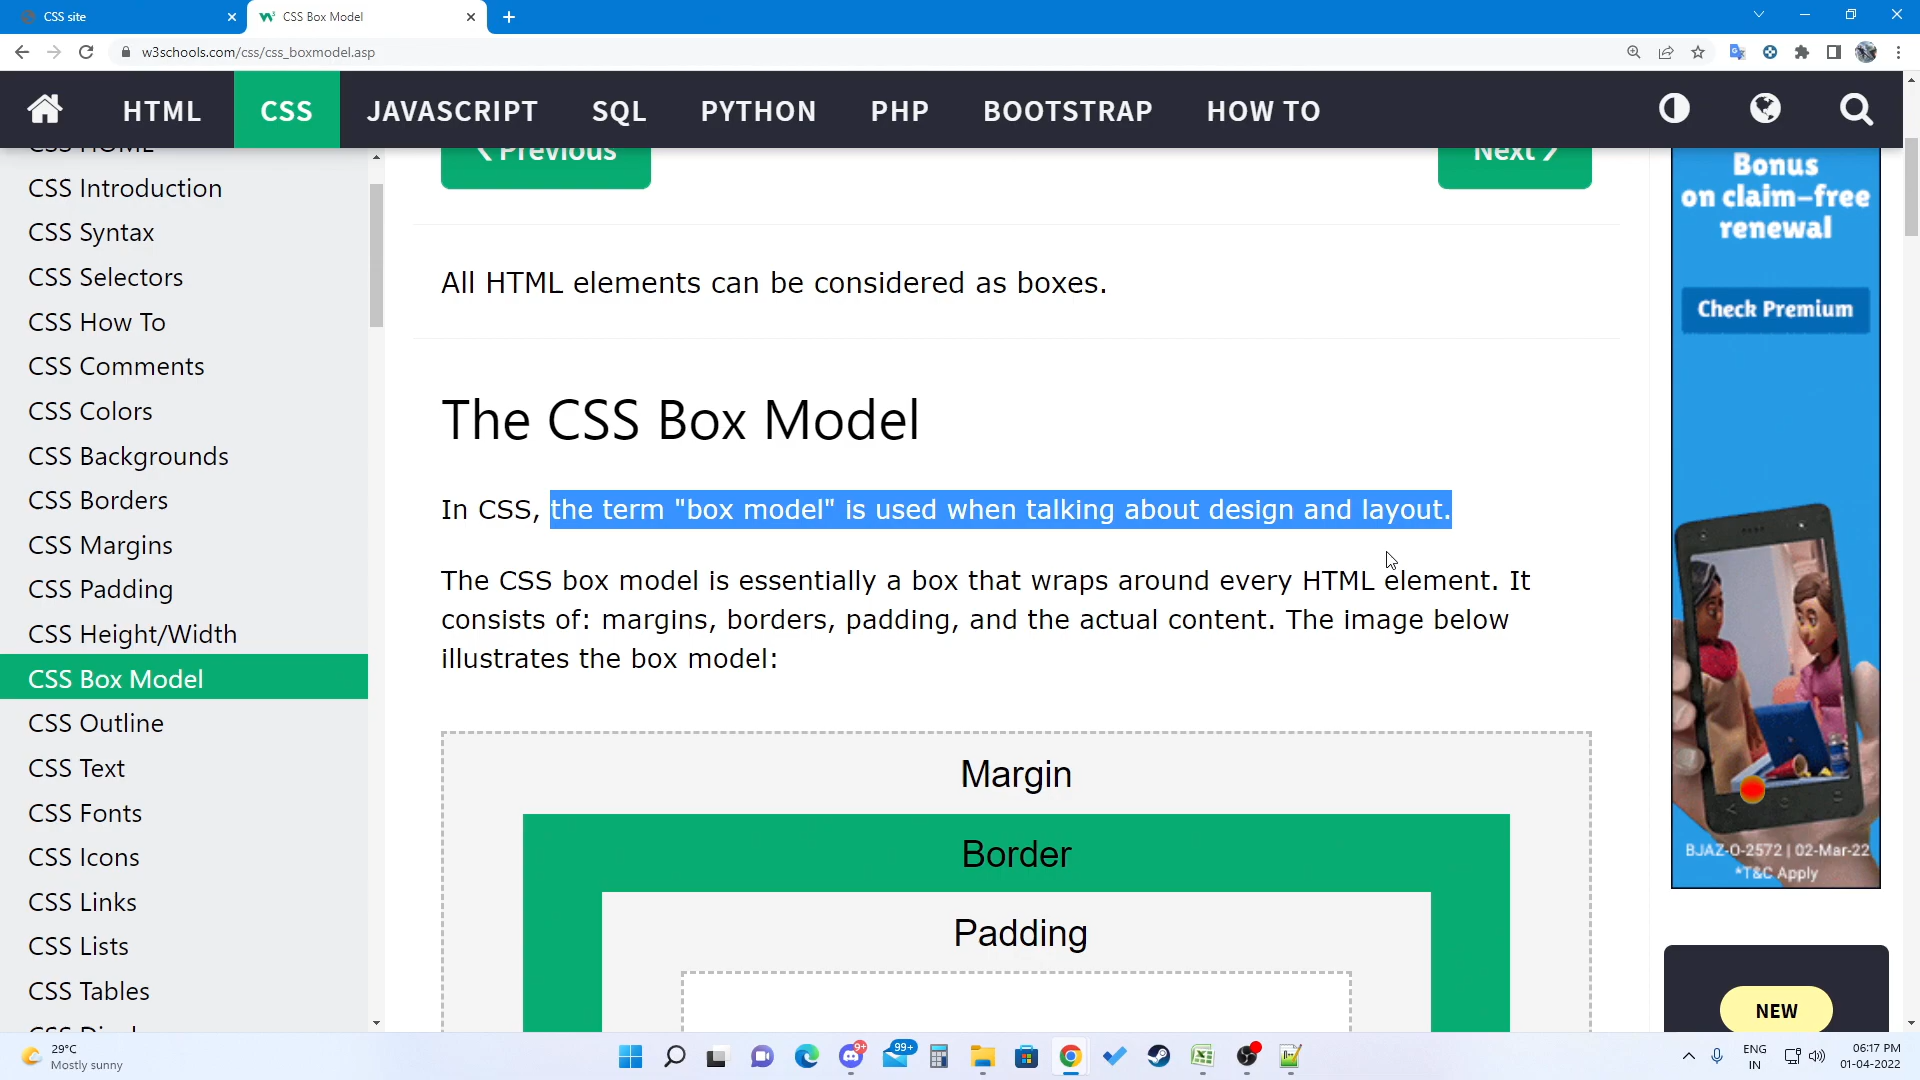 CSS site
CSS Box Model
w3schools.com/css/css_boxmodel.asp
HTML
CSS
JAVASCRIPT
SQL
PYTHON
PHP
BOOTSTRAP
HOW TO
CSS HOME
CSS Introduction
CSS Syntax
CSS Selectors
CSS How To
CSS Comments
CSS Colors
CSS Backgrounds
CSS Borders
CSS Margins
CSS Padding
CSS Height/Width
CSS Box Model
CSS Outline
CSS Text
CSS Fonts
CSS Icons
CSS Links
CSS Lists
CSS Tables
❮ Previous
Next ❯
All HTML elements can be considered as boxes.
The CSS Box Model
In CSS, the term "box model" is used when talking about design and layout.
The CSS box model is essentially a box that wraps around every HTML element. It
consists of: margins, borders, padding, and the actual content. The image below
illustrates the box model:
Margin
Border
Padding
Bonus
on claim-free
renewal
Check Premium
BJAZ-O-2572 | 02-Mar-22
*T&C Apply
NEW
29°C
Mostly sunny
9+
99+
ENG
IN
06:17 PM
01-04-2022